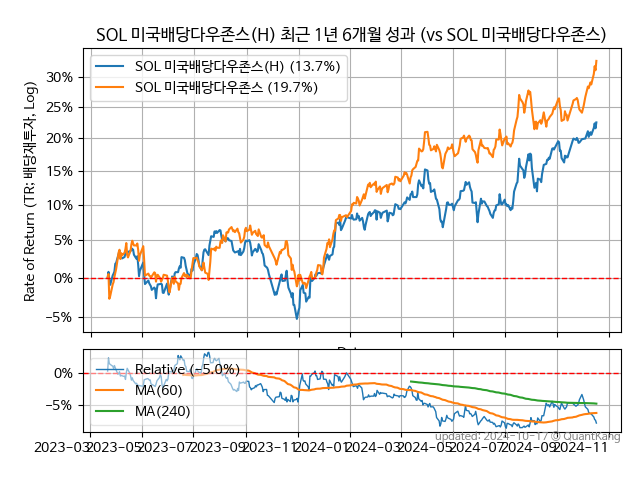 SOL 미국배당다우존스(H) 최근 1년 6개월 성과 (vs SOL 미국배당다우존스)
Rate of Return (TR: 배당재투자, Log)
30%
25%
20%
15%
10%
5%
0%
−5%
SOL 미국배당다우존스(H) (13.7%)
SOL 미국배당다우존스 (19.7%)
0%
−5%
Relative (−5.0%)
MA(60)
MA(240)
2023−03
2023−05
2023−07
2023−09
2023−11
2024−01
2024−03
2024−05
2024−07
2024−09
2024−11
updated: 2024−10−17 @ QuantKang